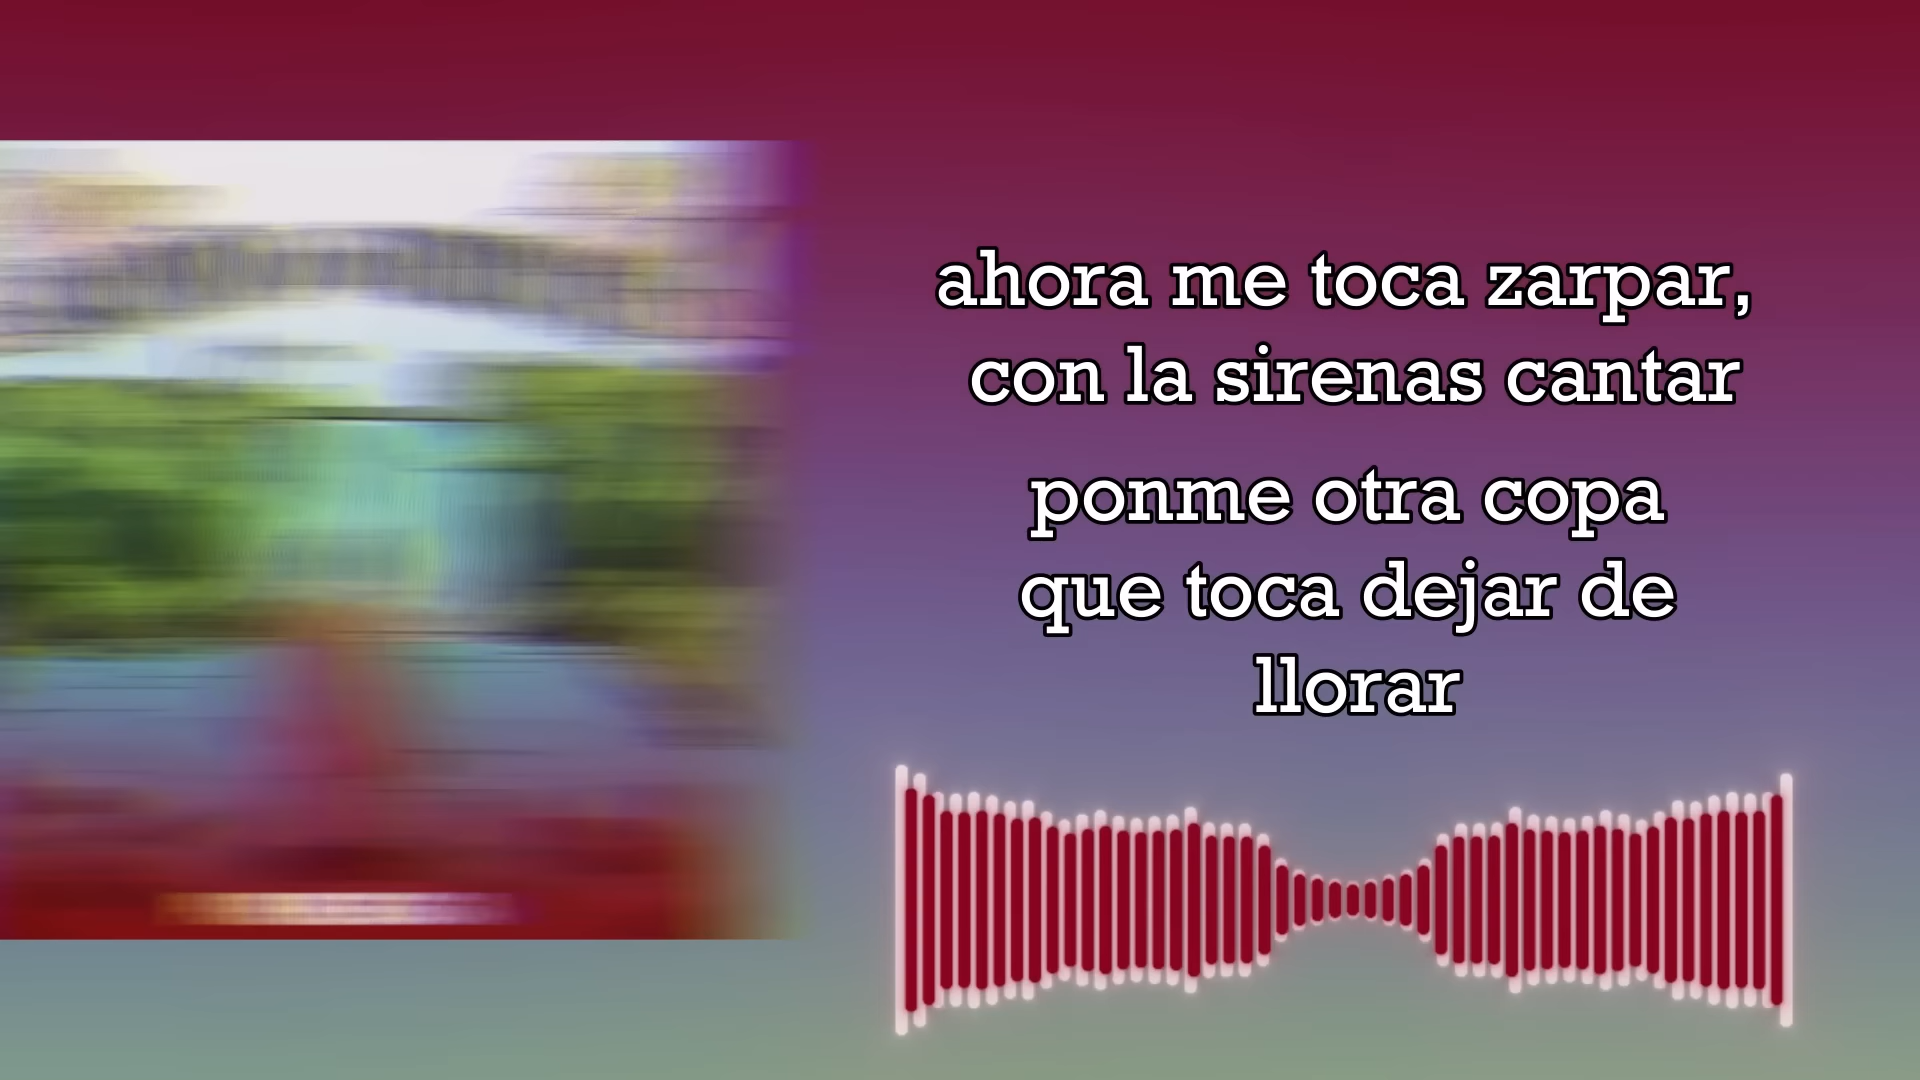 ahora me toca zarpar,
con la sirenas cantar
ponme otra copa
que toca dejar de
llorar